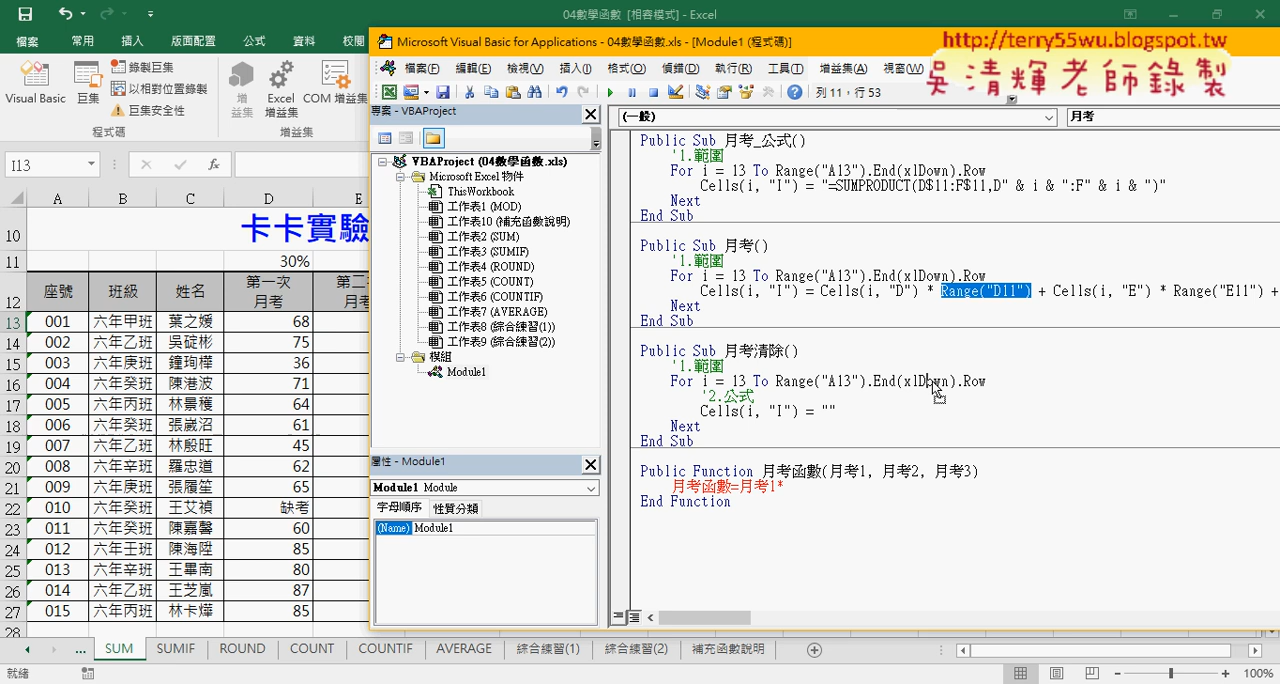 04數學函數 [相容模式] - Excel
檔案 常用 插入 版面配置 公式 資料 校閱
Visual Basic
巨集
錄製巨集
以相對位置錄製
巨集安全性
程式碼
增益集
Excel 增益集
COM 增益集
增益集
I13
fx
A B C D E
10 卡卡實驗
11 30%
12 座號 班級 姓名 第一次月考
13 001 六年甲班 葉之媛 68
14 002 六年乙班 吳碇彬 75
15 003 六年庚班 鐘珣樺 36
16 004 六年癸班 陳港波 71
17 005 六年丙班 林景穫 64
18 006 六年癸班 張崴沼 61
19 007 六年乙班 林殷旺 45
20 008 六年辛班 羅忠道 62
21 009 六年庚班 張履笙 65
22 010 六年癸班 王艾禎 缺考
23 011 六年癸班 陳嘉馨 60
24 012 六年壬班 陳海陞 85
25 013 六年辛班 王畢南 80
26 014 六年乙班 王芝嵐 87
27 015 六年丙班 林卡燁 85
28
... SUM SUMIF ROUND COUNT COUNTIF AVERAGE 綜合練習(1) 綜合練習(2) 補充函數說明
就緒
100%
Microsoft Visual Basic for Applications - 04數學函數.xls - [Module1 (程式碼)]
http://terry55wu.blogspot.tw
吳清輝老師錄製
檔案(F) 編輯(E) 檢視(V) 插入(I) 格式(O) 偵錯(D) 執行(R) 工具(T) 增益集(A) 視窗(W)
列 11，行 53
專案 - VBAProject
VBAProject (04數學函數.xls)
Microsoft Excel 物件
ThisWorkbook
工作表1 (MOD)
工作表10 (補充函數說明)
工作表2 (SUM)
工作表3 (SUMIF)
工作表4 (ROUND)
工作表5 (COUNT)
工作表6 (COUNTIF)
工作表7 (AVERAGE)
工作表8 (綜合練習(1))
工作表9 (綜合練習(2))
模組
Module1
屬性 - Module1
Module1 Module
字母順序 性質分類
(Name) Module1
(一般)
月考
Public Sub 月考_公式()
'1.範圍
For i = 13 To Range("A13").End(xlDown).Row
Cells(i, "I") = "=SUMPRODUCT(D$11:F$11,D" & i & ":F" & i & ")"
Next
End Sub
Public Sub 月考()
'1.範圍
For i = 13 To Range("A13").End(xlDown).Row
Cells(i, "I") = Cells(i, "D") * Range("D11") + Cells(i, "E") * Range("E11") +
Next
End Sub
Public Sub 月考清除()
'1.範圍
For i = 13 To Range("A13").End(xlDown).Row
'2.公式
Cells(i, "I") = ""
Next
End Sub
Public Function 月考函數(月考1, 月考2, 月考3)
月考函數=月考1*
End Function